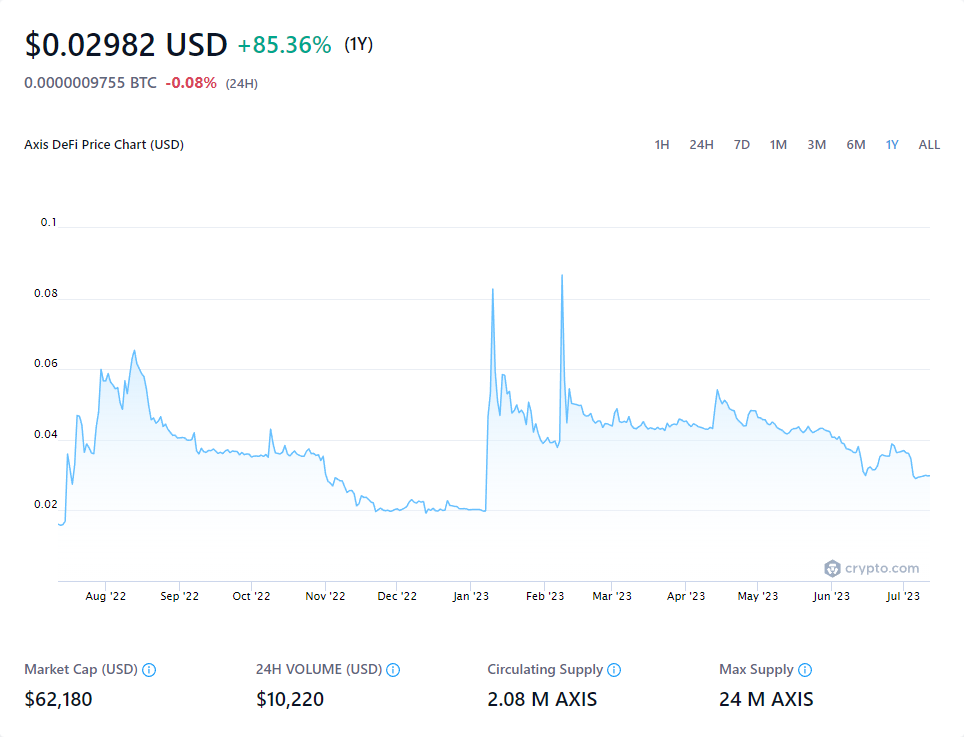 $0.02982 USD +85.36% (1Y)
0.0000009755 BTC -0.08% (24H)
Axis DeFi Price Chart (USD) 1H 24H 7D 1M 3M 6M 1Y ALL
0.1
0.08
0.06
0.04
0.02
crypto.com
Aug '22 Sep '22 Oct '22 Nov '22 Dec '22 Jan '23 Feb '23 Mar '23 Apr '23 May '23 Jun '23 Jul '23
Market Cap (USD) 24H VOLUME (USD) Circulating Supply Max Supply
$62,180 $10,220 2.08 M AXIS 24 M AXIS